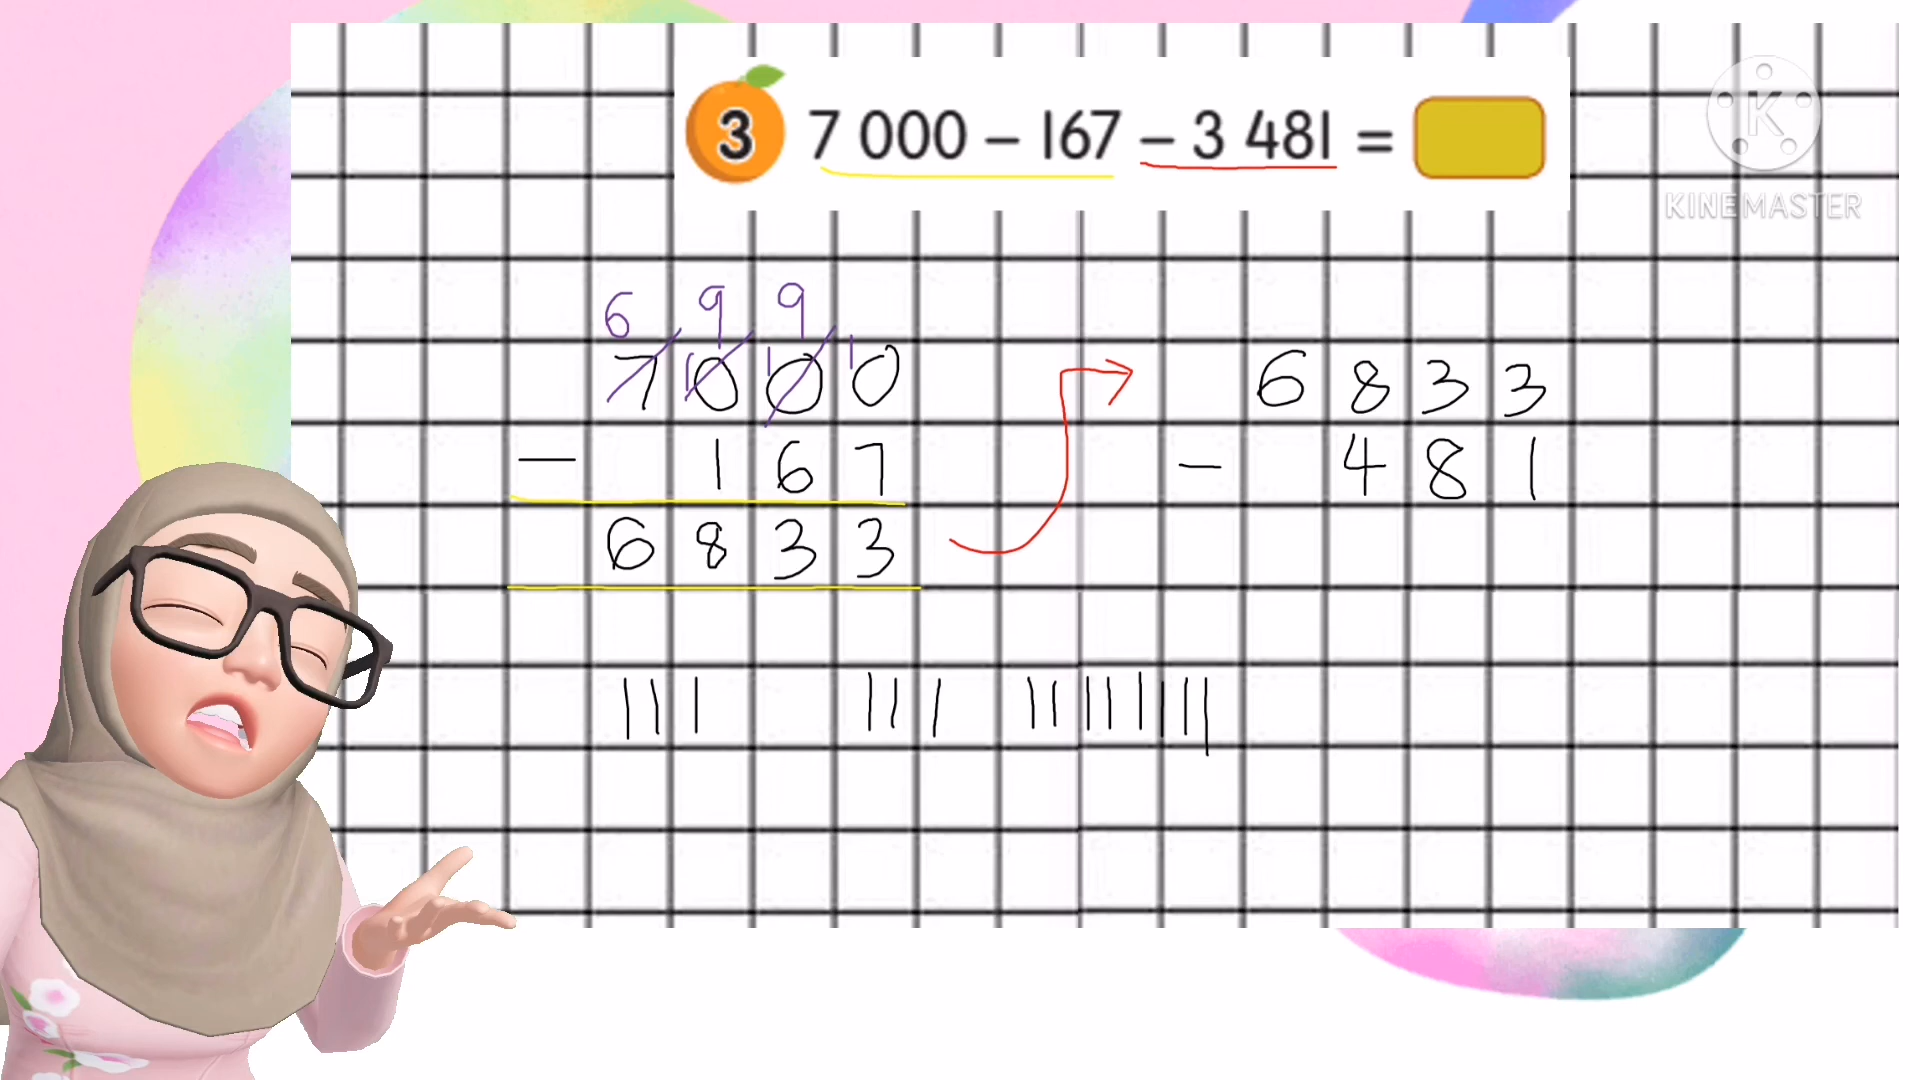 3 7 000 – 167 – 3 481 =
KINEMASTER
6 9 9
7 10 10 10 6 8 3 3
– 1 6 7 – 4 8 1
6 8 3 3
||| ||| ||||||||